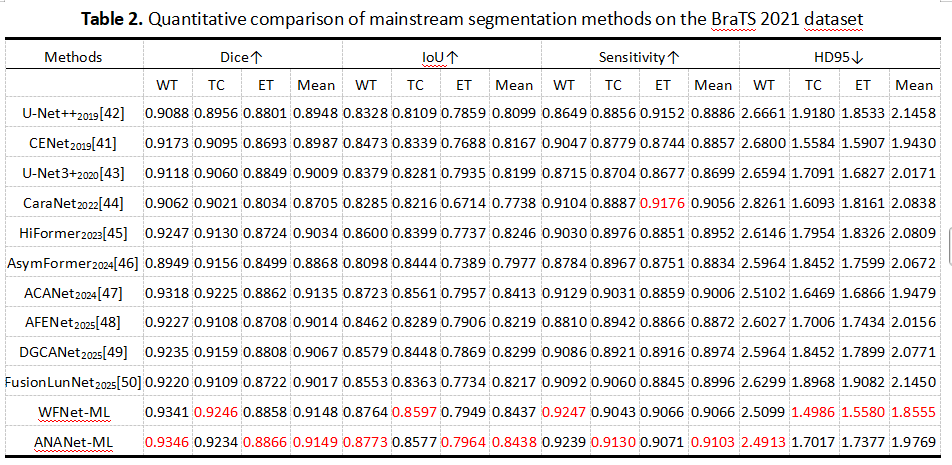 Table 2. Quantitative comparison of mainstream segmentation methods on the BraTS 2021 dataset
Methods Dice↑ IoU↑ Sensitivity↑ HD95↓
WT TC ET Mean WT TC ET Mean WT TC ET Mean WT TC ET Mean
U-Net++2019[42] 0.9088 0.8956 0.8801 0.8948 0.8328 0.8109 0.7859 0.8099 0.8649 0.8856 0.9152 0.8886 2.6661 1.9180 1.8533 2.1458
CENet2019[41] 0.9173 0.9095 0.8693 0.8987 0.8473 0.8339 0.7688 0.8167 0.9047 0.8779 0.8744 0.8857 2.6800 1.5584 1.5907 1.9430
U-Net3+2020[43] 0.9118 0.9060 0.8849 0.9009 0.8379 0.8281 0.7935 0.8199 0.8715 0.8704 0.8677 0.8699 2.6594 1.7091 1.6827 2.0171
CaraNet2022[44] 0.9062 0.9021 0.8034 0.8705 0.8285 0.8216 0.6714 0.7738 0.9104 0.8887 0.9176 0.9056 2.8261 1.6093 1.8161 2.0838
HiFormer2023[45] 0.9247 0.9130 0.8724 0.9034 0.8600 0.8399 0.7737 0.8246 0.9030 0.8976 0.8851 0.8952 2.6146 1.7954 1.8326 2.0809
AsymFormer2024[46] 0.8949 0.9156 0.8499 0.8868 0.8098 0.8444 0.7389 0.7977 0.8784 0.8967 0.8751 0.8834 2.5964 1.8452 1.7599 2.0672
ACANet2024[47] 0.9318 0.9225 0.8862 0.9135 0.8723 0.8561 0.7957 0.8413 0.9129 0.9031 0.8859 0.9006 2.5102 1.6469 1.6866 1.9479
AFENet2025[48] 0.9227 0.9108 0.8708 0.9014 0.8462 0.8289 0.7906 0.8219 0.8810 0.8942 0.8866 0.8872 2.6027 1.7006 1.7434 2.0156
DGCANet2025[49] 0.9235 0.9159 0.8808 0.9067 0.8579 0.8448 0.7869 0.8299 0.9086 0.8921 0.8916 0.8974 2.5964 1.8452 1.7899 2.0771
FusionLunNet2025[50] 0.9220 0.9109 0.8722 0.9017 0.8553 0.8363 0.7734 0.8217 0.9092 0.9060 0.8845 0.8996 2.6299 1.8968 1.9082 2.1450
WFNet-ML 0.9341 0.9246 0.8858 0.9148 0.8764 0.8597 0.7949 0.8437 0.9247 0.9043 0.9066 0.9066 2.5099 1.4986 1.5580 1.8555
ANANet-ML 0.9346 0.9234 0.8866 0.9149 0.8773 0.8577 0.7964 0.8438 0.9239 0.9130 0.9071 0.9103 2.4913 1.7017 1.7377 1.9769